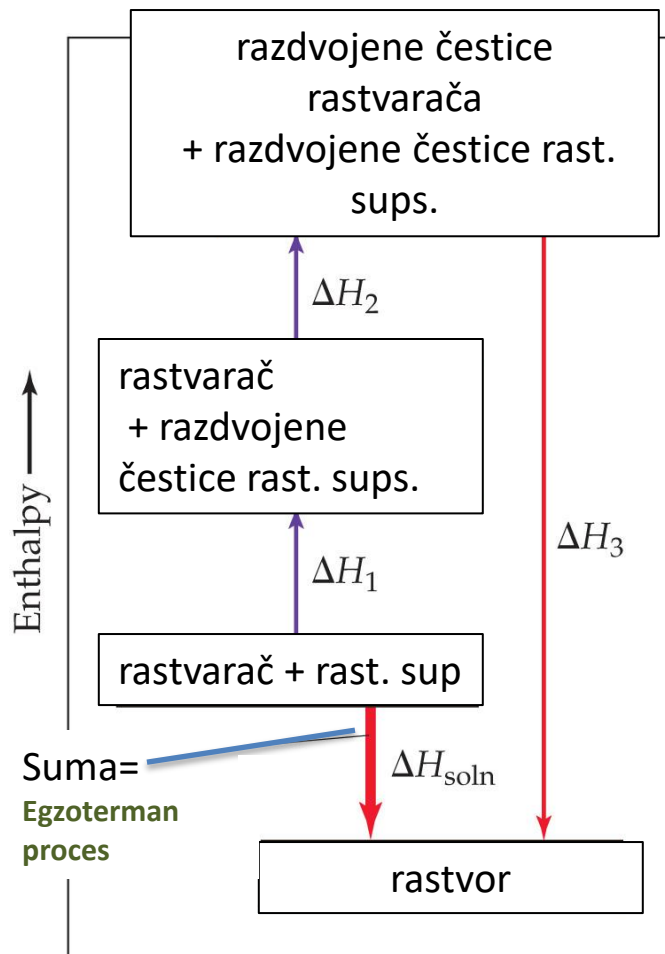 razdvojene čestice
rastvarača
+ razdvojene čestice rast.
sups.
ΔH₂
rastvarač
+ razdvojene
čestice rast. sups.
Enthalpy
ΔH₃
ΔH₁
rastvarač + rast. sup
Suma=
Egzoterman
proces
ΔHsoln
rastvor